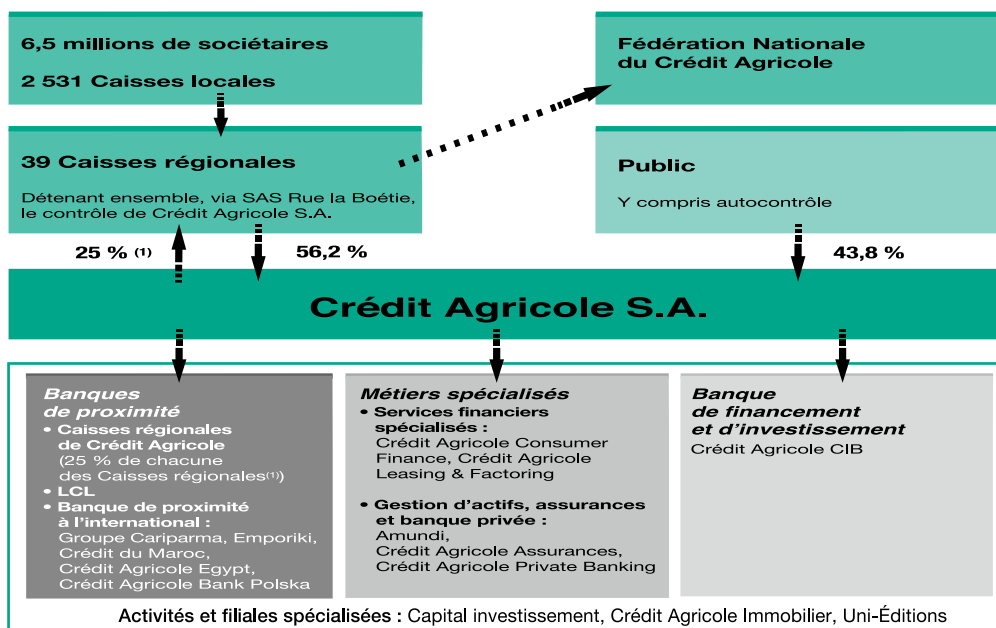 6,5 millions de sociétaires
2 531 Caisses locales
Fédération Nationale
du Crédit Agricole
39 Caisses régionales
Détenant ensemble, via SAS Rue la Boétie,
le contrôle de Crédit Agricole S.A.
Public
Y compris autocontrôle
25 % (1)
56,2 %
43,8 %
Crédit Agricole S.A.
Banques
de proximité
• Caisses régionales
de Crédit Agricole
(25 % de chacune
des Caisses régionales(1))
• LCL
• Banque de proximité
à l'international :
Groupe Cariparma, Emporiki,
Crédit du Maroc,
Crédit Agricole Egypt,
Crédit Agricole Bank Polska
Métiers spécialisés
• Services financiers
spécialisés :
Crédit Agricole Consumer
Finance, Crédit Agricole
Leasing & Factoring
• Gestion d'actifs, assurances
et banque privée :
Amundi,
Crédit Agricole Assurances,
Crédit Agricole Private Banking
Banque
de financement
et d'investissement
Crédit Agricole CIB
Activités et filiales spécialisées : Capital investissement, Crédit Agricole Immobilier, Uni-Éditions